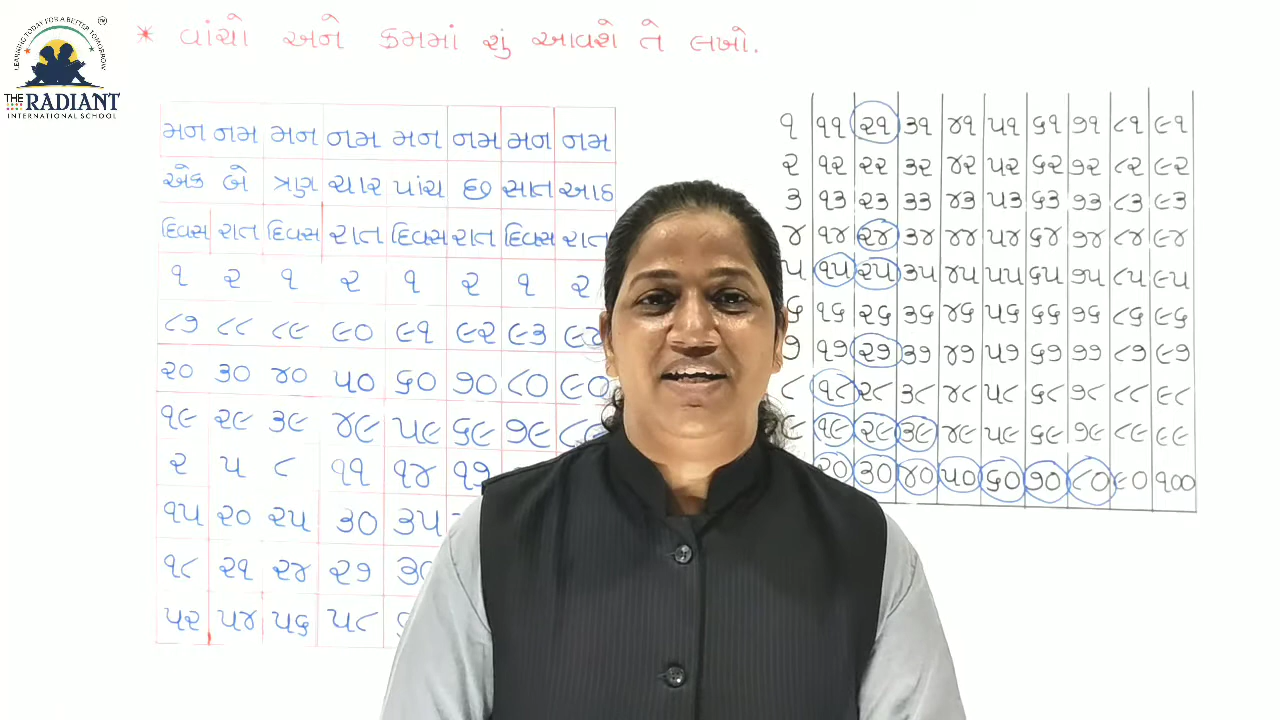 LEARNING TODAY FOR A BETTER TOMORROW
THE RADIANT
INTERNATIONAL SCHOOL
* વાંચો અને ક્રમમાં શું આવશે તે લખો.
મન નમ મન નમ મન નમ મન નમ
એક બે ત્રણ ચાર પાંચ છ સાત આઠ
દિવસ રાત દિવસ રાત દિવસ રાત દિવસ રાત
૧ ૨ ૧ ૨ ૧ ૨ ૧ ૨
૮૭ ૮૮ ૮૯ ૯૦ ૯૧ ૯૨ ૯૩ ૯૪
૨૦ ૩૦ ૪૦ ૫૦ ૬૦ ૭૦ ૮૦ ૯૦
૧૯ ૨૯ ૩૯ ૪૯ ૫૯ ૬૯ ૭૯ ૮૯
૨ ૫ ૮ ૧૧ ૧૪ ૧૭
૧૫ ૨૦ ૨૫ ૩૦ ૩૫
૧૮ ૨૧ ૨૪ ૨૭ ૩૦
૫૨ ૫૪ ૫૬ ૫૮
૧ ૧૧ ૨૧ ૩૧ ૪૧ ૫૧ ૬૧ ૭૧ ૮૧ ૯૧
૨ ૧૨ ૨૨ ૩૨ ૪૨ ૫૨ ૬૨ ૭૨ ૮૨ ૯૨
૩ ૧૩ ૨૩ ૩૩ ૪૩ ૫૩ ૬૩ ૭૩ ૮૩ ૯૩
૪ ૧૪ ૨૪ ૩૪ ૪૪ ૫૪ ૬૪ ૭૪ ૮૪ ૯૪
૫ ૧૫ ૨૫ ૩૫ ૪૫ ૫૫ ૬૫ ૭૫ ૮૫ ૯૫
૬ ૧૬ ૨૬ ૩૬ ૪૬ ૫૬ ૬૬ ૭૬ ૮૬ ૯૬
૭ ૧૭ ૨૭ ૩૭ ૪૭ ૫૭ ૬૭ ૭૭ ૮૭ ૯૭
૮ ૧૮ ૨૮ ૩૮ ૪૮ ૫૮ ૬૮ ૭૮ ૮૮ ૯૮
૯ ૧૯ ૨૯ ૩૯ ૪૯ ૫૯ ૬૯ ૭૯ ૮૯ ૯૯
૨૦ ૩૦ ૪૦ ૫૦ ૬૦ ૭૦ ૮૦ ૯૦ ૧૦૦